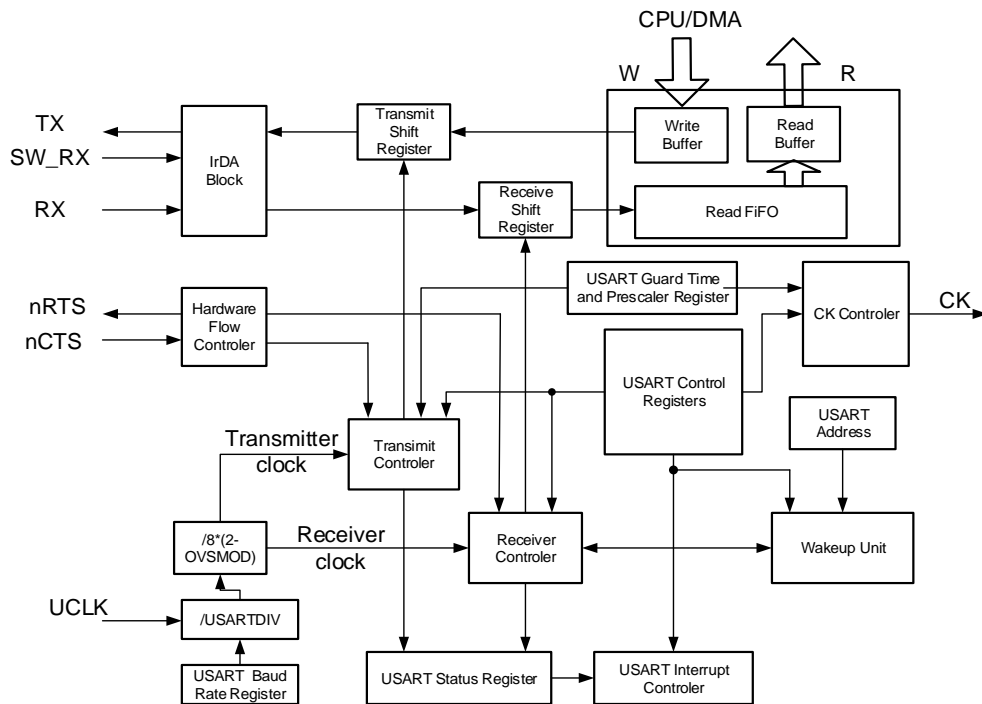 CPU/DMA
W
R
TX
SW_RX
RX
IrDA
Block
Transmit
Shift
Register
Write
Buffer
Read
Buffer
Receive
Shift
Register
Read FiFO
USART Guard Time
and Prescaler Register
CK Controler
CK
nRTS
nCTS
Hardware
Flow
Controler
USART Control
Registers
USART
Address
Transmitter
clock
Transimit
Controler
/8*(2-
OVSMOD)
Receiver
clock
Receiver
Controler
Wakeup Unit
UCLK
/USARTDIV
USART Baud
Rate Register
USART Status Register
USART Interrupt
Controler